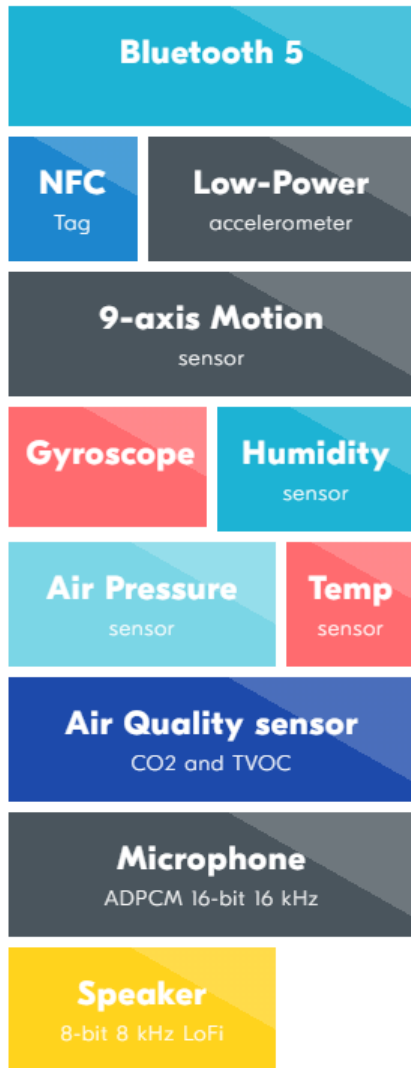 Bluetooth 5
NFC
Tag
Low-Power
accelerometer
9-axis Motion
sensor
Gyroscope
Humidity
sensor
Air Pressure
sensor
Temp
sensor
Air Quality sensor
CO2 and TVOC
Microphone
ADPCM 16-bit 16 kHz
Speaker
8-bit 8 kHz LoFi